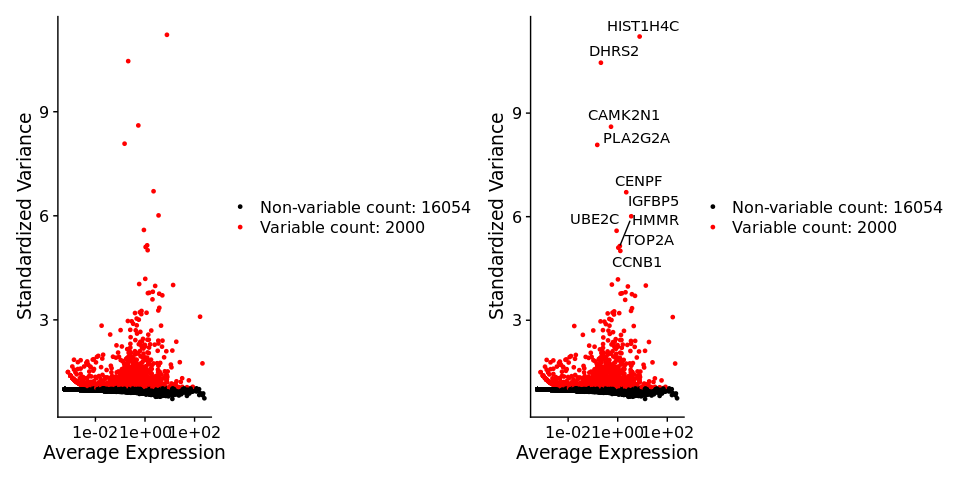 Standardized Variance
9
6
3
1e-02
1e+00
1e+02
Average Expression
Non-variable count: 16054
Variable count: 2000
Standardized Variance
9
6
3
HIST1H4C
DHRS2
CAMK2N1
PLA2G2A
CENPF
IGFBP5
UBE2C
HMMR
TOP2A
CCNB1
1e-02
1e+00
1e+02
Average Expression
Non-variable count: 16054
Variable count: 2000